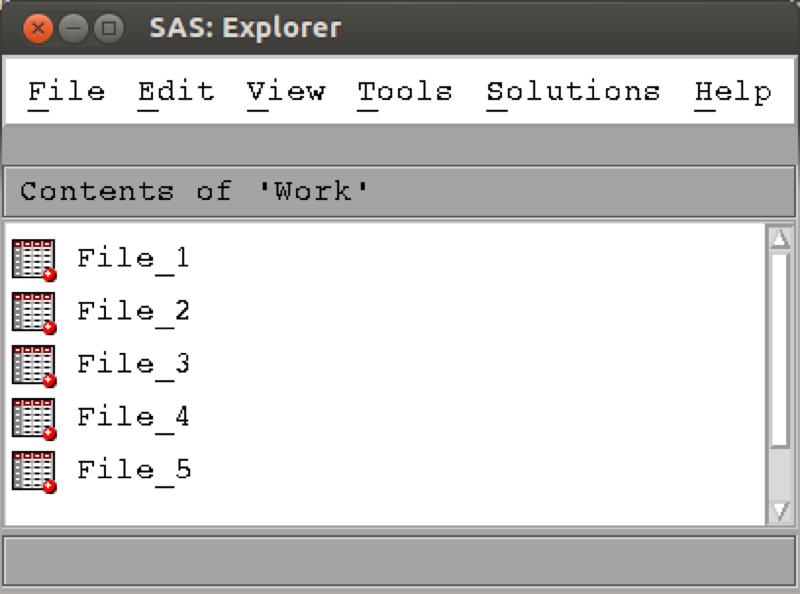 SAS: Explorer
File Edit View Tools Solutions Help
Contents of 'Work'
File_1
File_2
File_3
File_4
File_5